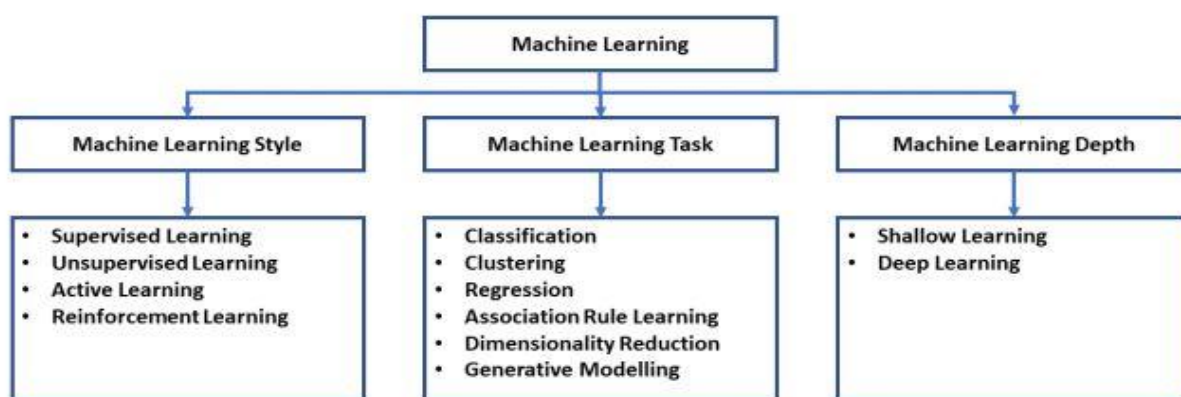 Machine Learning
Machine Learning Style
Machine Learning Task
Machine Learning Depth
• Supervised Learning
• Unsupervised Learning
• Active Learning
• Reinforcement Learning
• Classification
• Clustering
• Regression
• Association Rule Learning
• Dimensionality Reduction
• Generative Modelling
• Shallow Learning
• Deep Learning